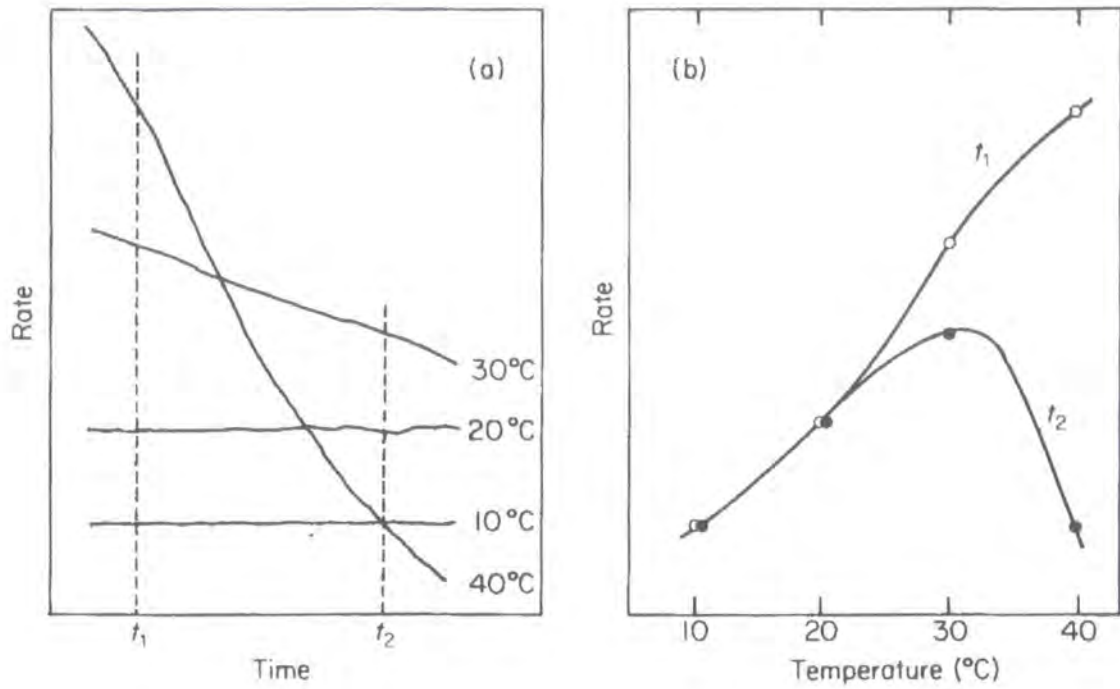 (a)
Rate
30°C
20°C
10°C
40°C
t₁
t₂
Time
(b)
Rate
t₁
t₂
10
20
30
40
Temperature (°C)